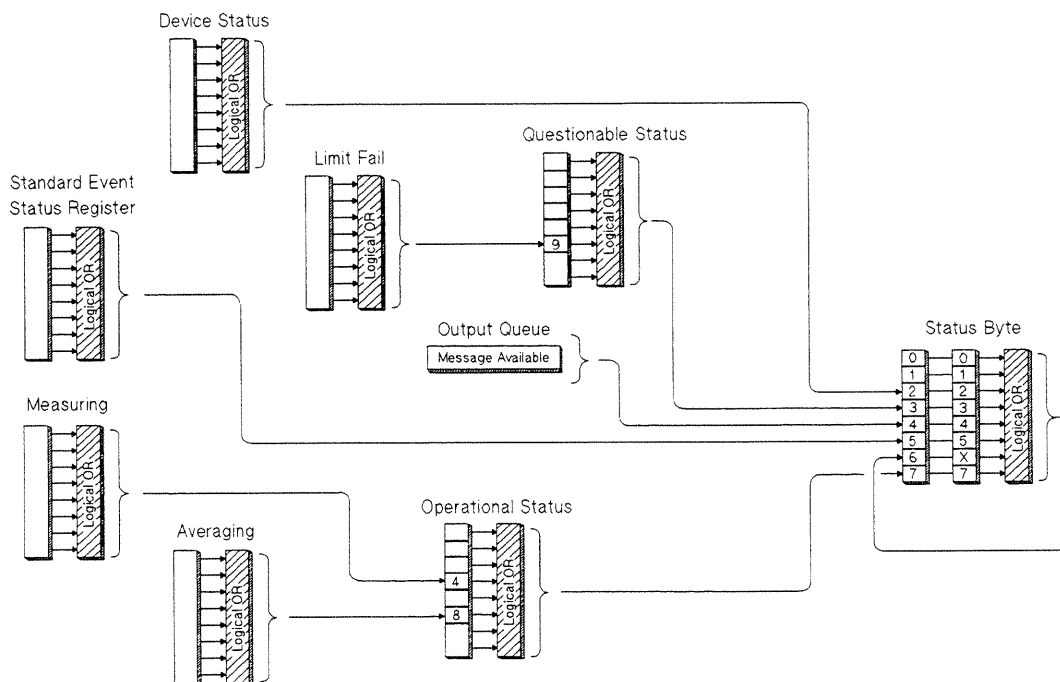 Device Status
Logical OR
Questionable Status
9
Logical OR
Limit Fail
Logical OR
Standard Event
Status Register
Logical OR
Output Queue
Message Available
Status Byte
0 0
1 1
2 2
3 3
4 4
5 5
6 X
7 7
Logical OR
Measuring
Logical OR
Operational Status
4
8
Logical OR
Averaging
Logical OR